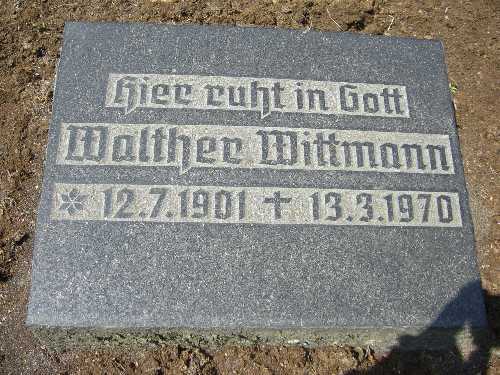 Hier ruht in Gott
Walther Wittmann
* 12.7.1901 † 13.3.1970